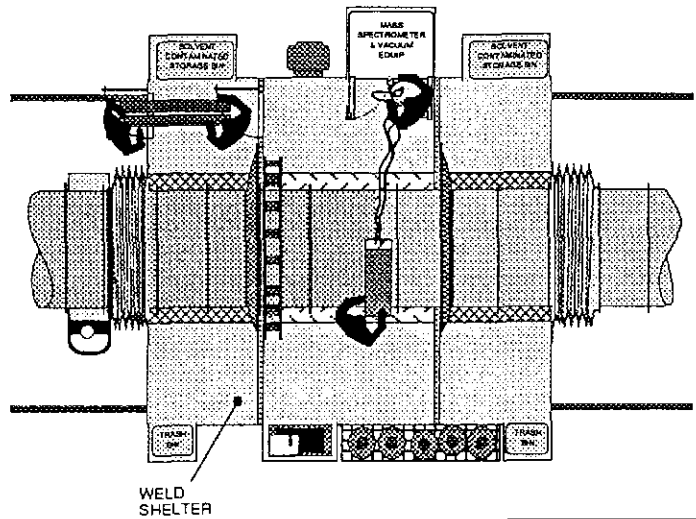 SOLVENT
CONTAMINATED
STORAGE BIN
MASS
SPECTROMETER
& VACUUM
EQUIP
SOLVENT
CONTAMINATED
STORAGE BIN
TRASH
BIN
TRASH
BIN
WELD
SHELTER